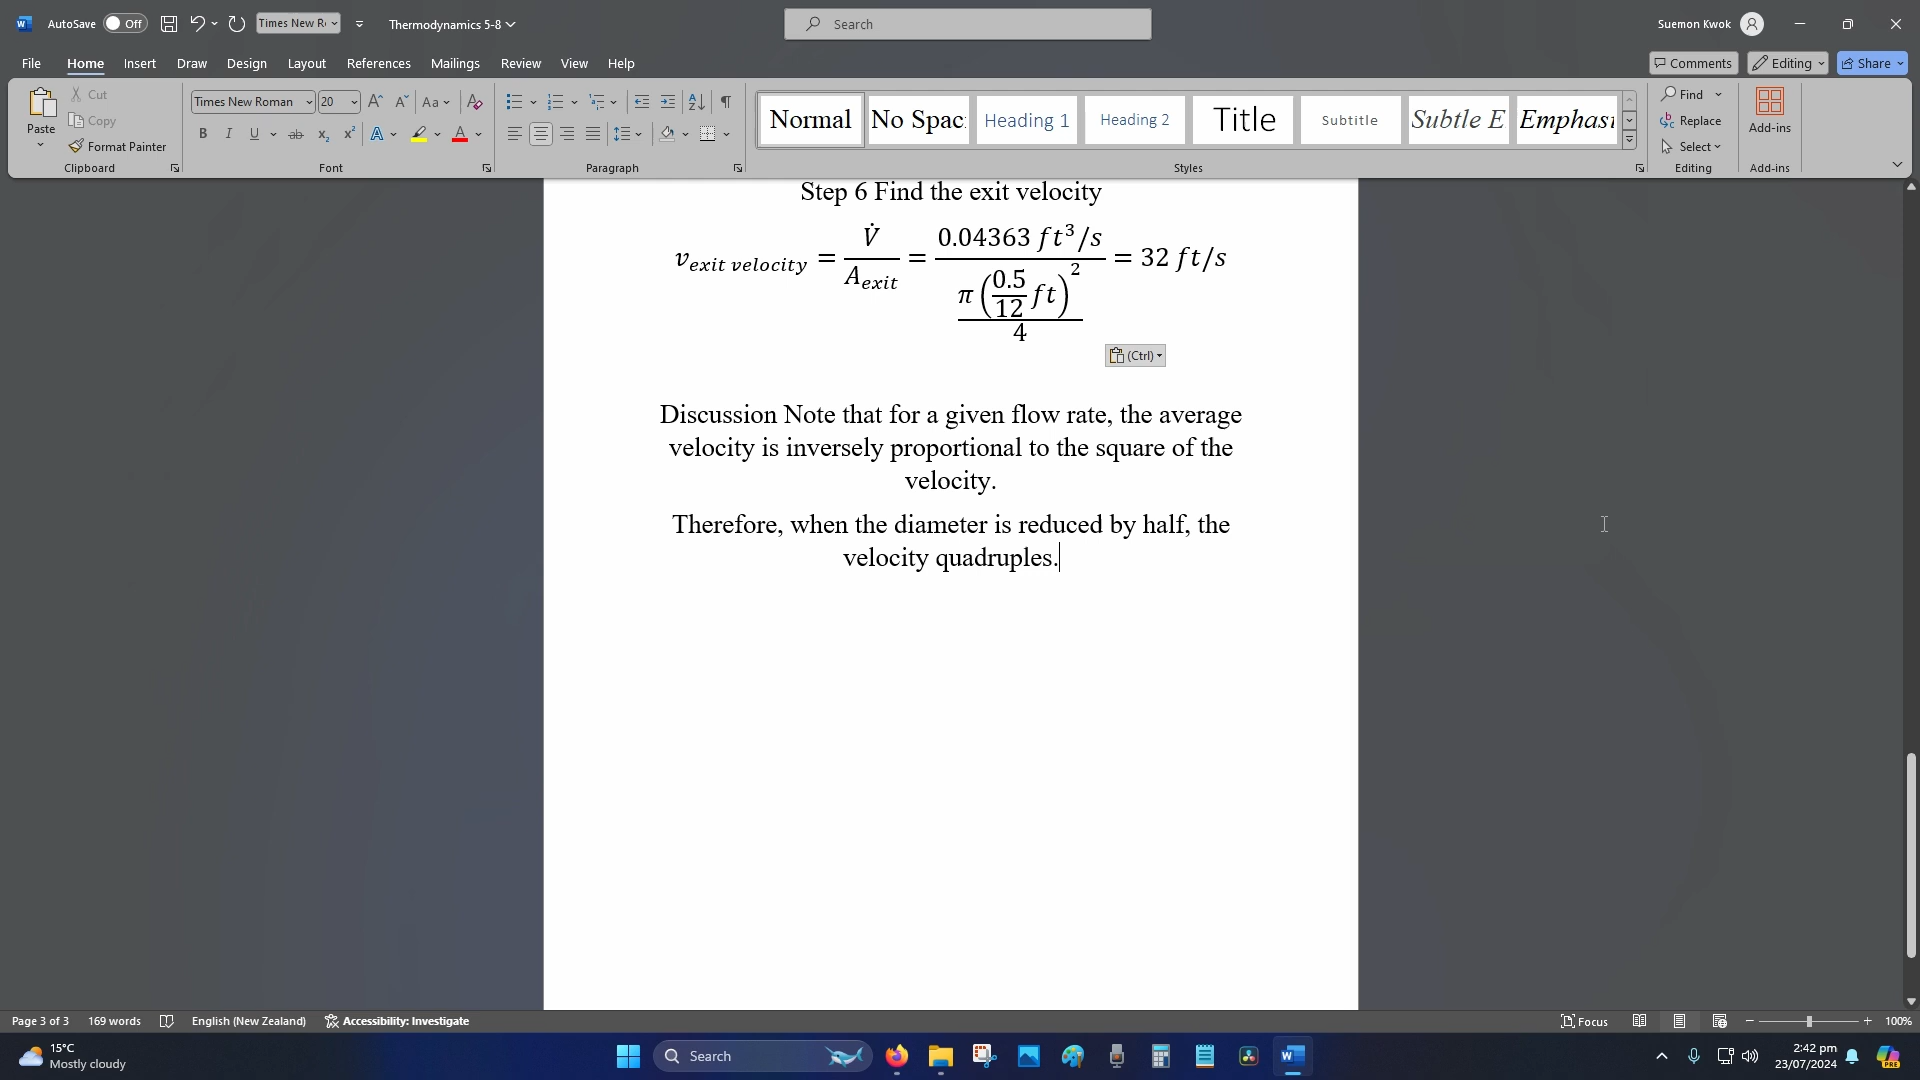 AutoSave Off Times New R Thermodynamics 5-8 Search Suemon Kwok
File Home Insert Draw Design Layout References Mailings Review View Help Comments Editing Share
Paste Cut Copy Format Painter Clipboard
Times New Roman 20 Font
Paragraph
Normal No Spac Heading 1 Heading 2 Title Subtitle Subtle E Emphasi Styles
Find Replace Select Editing
Add-ins Add-ins
Step 6 Find the exit velocity
v_exit velocity = V̇/A_exit = (0.04363 ft³/s)/(π(0.5/12 ft)²/4) = 32 ft/s
(Ctrl)
Discussion Note that for a given flow rate, the average
velocity is inversely proportional to the square of the
velocity.
Therefore, when the diameter is reduced by half, the
velocity quadruples.
Page 3 of 3 169 words English (New Zealand) Accessibility: Investigate Focus 100%
15°C
Mostly cloudy
Search
2:42 pm
23/07/2024
PRE